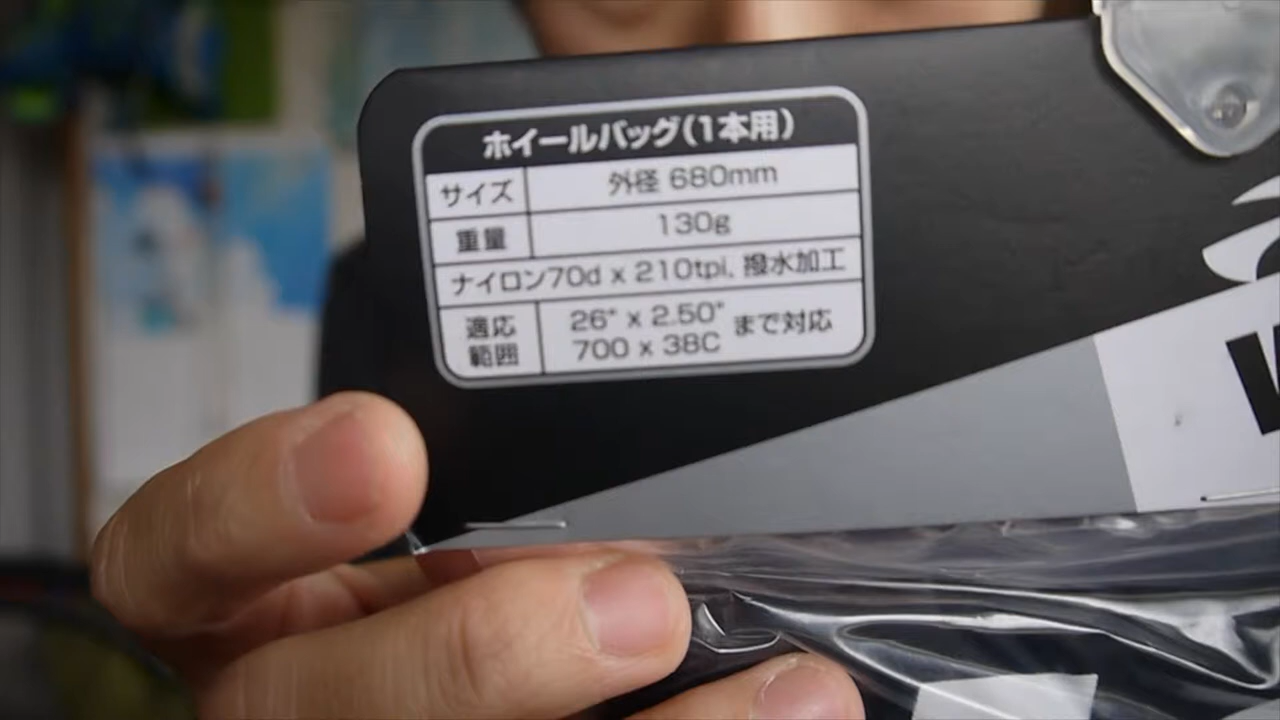 ホイールバッグ(1本用)
サイズ 外径 680mm
重量 130g
ナイロン70d x 210tpi, 撥水加工
適応範囲 26" x 2.50" 700 x 38C まで対応